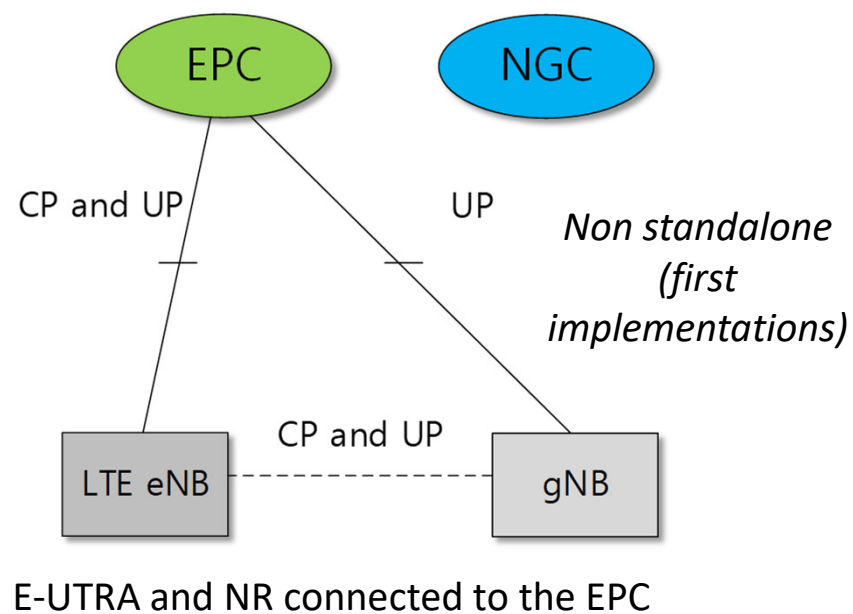 EPC
NGC
CP and UP
UP
Non standalone
(first
implementations)
CP and UP
LTE eNB
gNB
E-UTRA and NR connected to the EPC